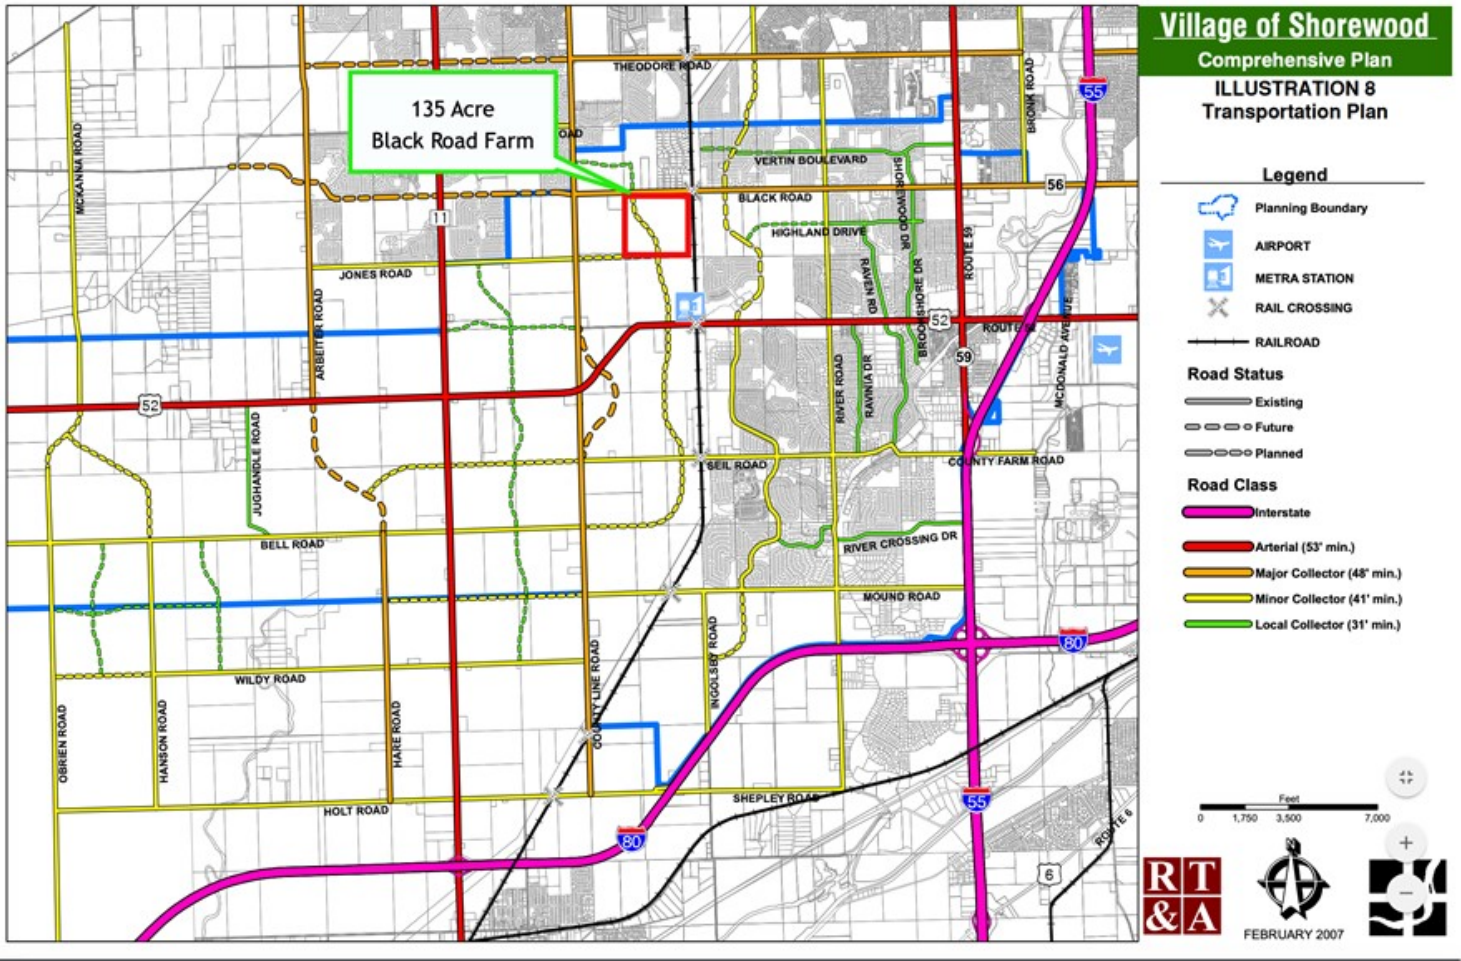 Village of Shorewood
Comprehensive Plan
ILLUSTRATION 8
Transportation Plan
Legend
Planning Boundary
AIRPORT
METRA STATION
RAIL CROSSING
RAILROAD
Road Status
Existing
Future
Planned
Road Class
Interstate
Arterial (53' min.)
Major Collector (48' min.)
Minor Collector (41' min.)
Local Collector (31' min.)
Feet
0 1,750 3,500 7,000
R T
& A
N
FEBRUARY 2007
135 Acre
Black Road Farm
THEODORE ROAD
OAD
MCKANNA ROAD
BRONK ROAD
55
VERTIN BOULEVARD
SHOREWOOD DR
BLACK ROAD
56
11
HIGHLAND DRIVE
ROUTE 59
JONES ROAD
RAVEN RD
BROOKSHORE DR
ARBEITER ROAD
52
ROUTE 52
MCDONALD AVENUE
59
RIVER ROAD
RAVINIA DR
52
JUGHANDLE ROAD
SEIL ROAD
COUNTY FARM ROAD
BELL ROAD
RIVER CROSSING DR
MOUND ROAD
80
INGOLSBY ROAD
COUNTY LINE ROAD
WILDY ROAD
OBRIEN ROAD
HANSON ROAD
HARE ROAD
HOLT ROAD
SHEPLEY ROAD
55
80
ROUTE 6
6